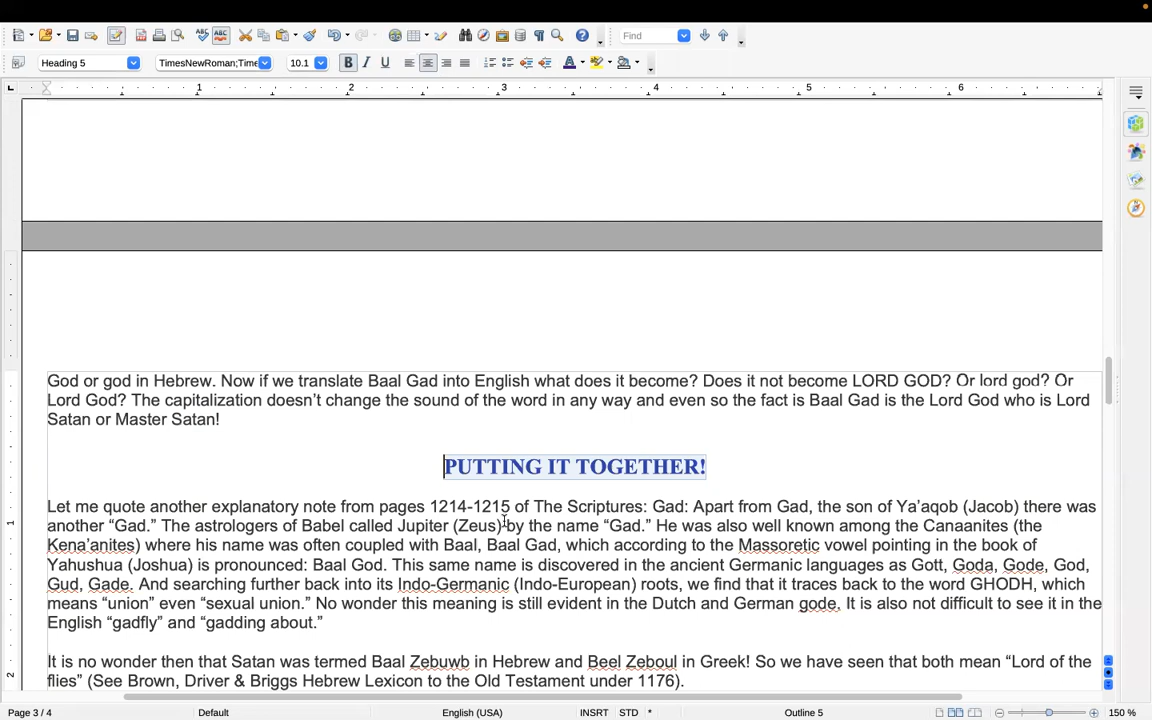 Find
Heading 5 TimesNewRoman;Time 10.1 B I U
1 2 3 4 5 6
God or god in Hebrew. Now if we translate Baal Gad into English what does it become? Does it not become LORD GOD? Or lord god? Or
Lord God? The capitalization doesn’t change the sound of the word in any way and even so the fact is Baal Gad is the Lord God who is Lord
Satan or Master Satan!
PUTTING IT TOGETHER!
Let me quote another explanatory note from pages 1214-1215 of The Scriptures: Gad: Apart from Gad, the son of Ya’aqob (Jacob) there was
another “Gad.” The astrologers of Babel called Jupiter (Zeus) by the name “Gad.” He was also well known among the Canaanites (the
Kena’anites) where his name was often coupled with Baal, Baal Gad, which according to the Massoretic vowel pointing in the book of
Yahushua (Joshua) is pronounced: Baal God. This same name is discovered in the ancient Germanic languages as Gott, Goda, Gode, God,
Gud, Gade. And searching further back into its Indo-Germanic (Indo-European) roots, we find that it traces back to the word GHODH, which
means “union” even “sexual union.” No wonder this meaning is still evident in the Dutch and German gode. It is also not difficult to see it in the
English “gadfly” and “gadding about.”
It is no wonder then that Satan was termed Baal Zebuwb in Hebrew and Beel Zeboul in Greek! So we have seen that both mean “Lord of the
flies” (See Brown, Driver & Briggs Hebrew Lexicon to the Old Testament under 1176).
Page 3 / 4 Default English (USA) INSRT STD * Outline 5 150 %